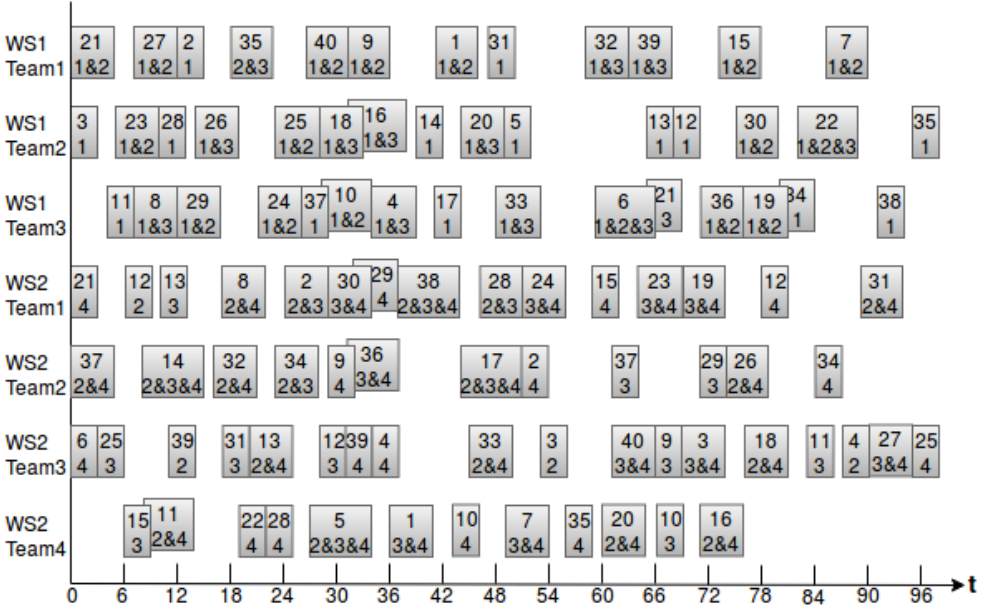 WS1 21 27 2 35 40 9 1 31 32 39 15 7
Team1 1&2 1&2 1 2&3 1&2 1&2 1&2 1 1&3 1&3 1&2 1&2
WS1 3 23 28 26 25 18 16 14 20 5 13 12 30 22 35
Team2 1 1&2 1 1&3 1&2 1&3 1&3 1 1&3 1 1 1 1&2 1&2&3 1
WS1 11 8 29 24 37 10 4 17 33 6 21 36 19 34 38
Team3 1 1&3 1&2 1&2 1 1&2 1&3 1 1&3 1&2&3 3 1&2 1&2 1 1
WS2 21 12 13 8 2 30 29 38 28 24 15 23 19 12 31
Team1 4 2 3 2&4 2&3 3&4 4 2&3&4 2&3 3&4 4 3&4 3&4 4 2&4
WS2 37 14 32 34 9 36 17 2 37 29 26 34
Team2 2&4 2&3&4 2&4 2&3 4 3&4 2&3&4 4 3 3 2&4 4
WS2 6 25 39 31 13 12 39 4 33 3 40 9 3 18 11 4 27 25
Team3 4 3 2 3 2&4 3 4 4 2&4 2 3&4 3 3&4 2&4 3 2 3&4 4
WS2 15 11 22 28 5 1 10 7 35 20 10 16
Team4 3 2&4 4 4 2&3&4 3&4 4 3&4 4 2&4 3 2&4
0 6 12 18 24 30 36 42 48 54 60 66 72 78 84 90 96 t